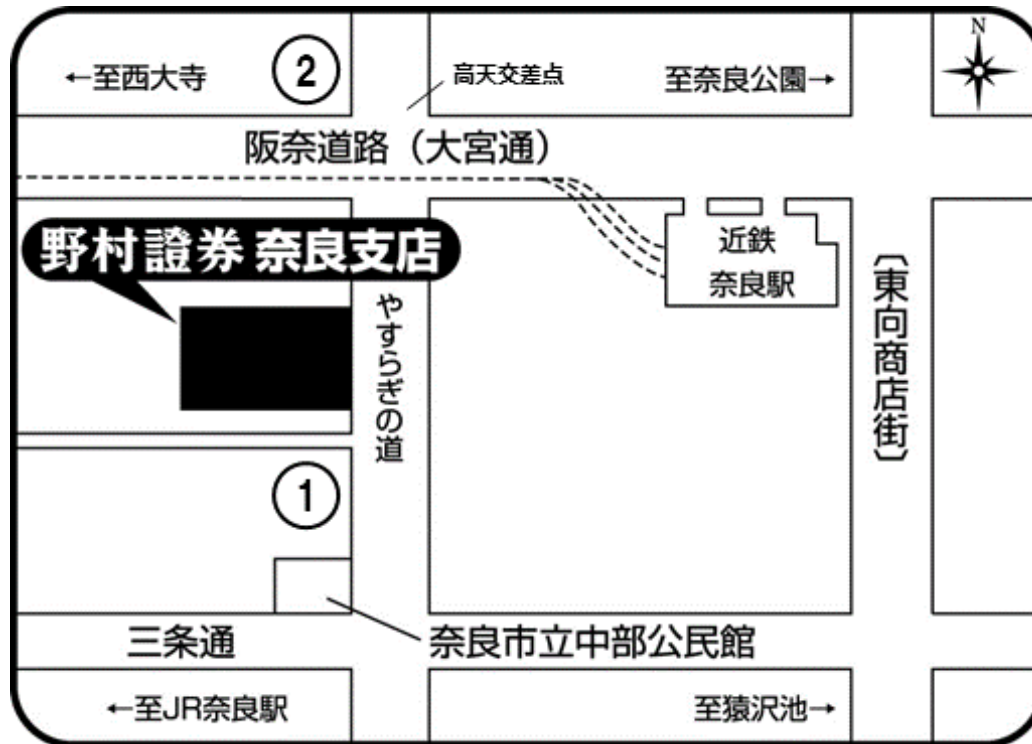 N
②
←至西大寺
高天交差点
至奈良公園→
阪奈道路（大宮通）
野村證券 奈良支店
近鉄
奈良駅
やすらぎの道
〔東向商店街〕
①
三条通
奈良市立中部公民館
←至JR奈良駅
至猿沢池→